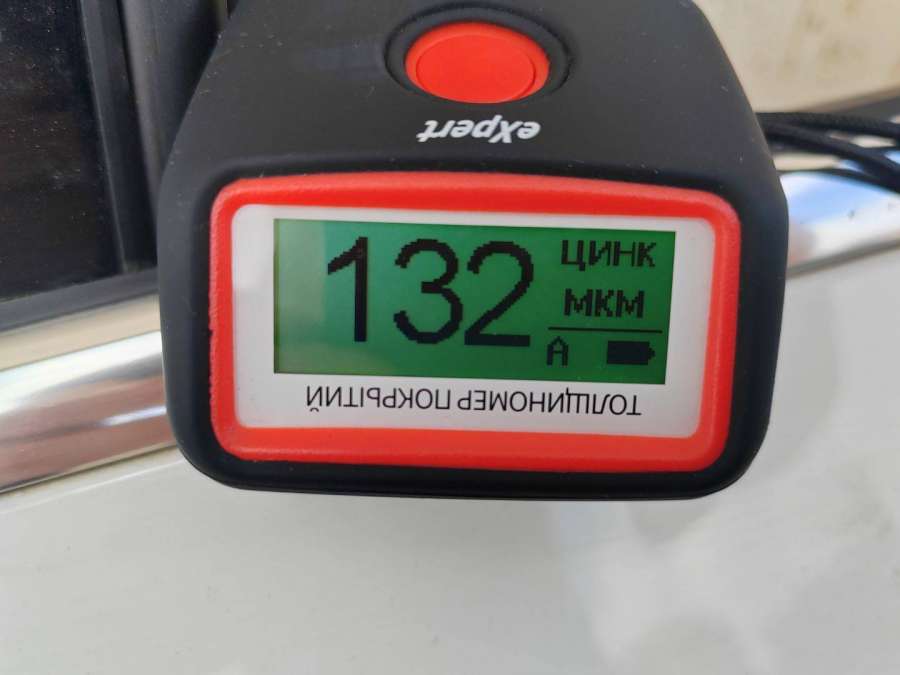 eXpert
132
ЦИНК
МКМ
A
ТОЛЩИНОМЕР ПОКРЫТИЙ